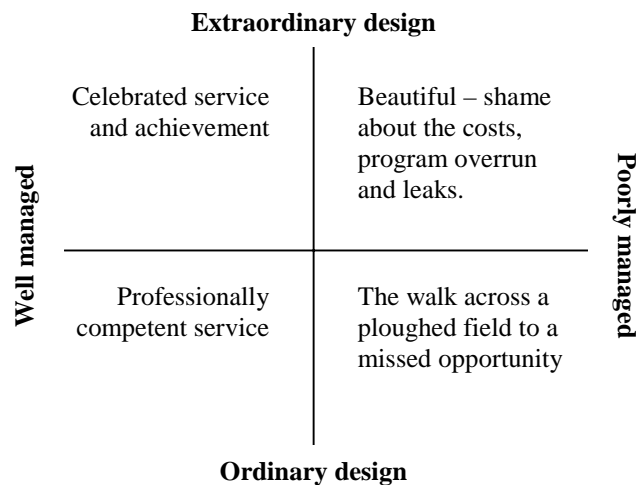 Extraordinary design
Celebrated service
and achievement
Beautiful – shame
about the costs,
program overrun
and leaks.
Well managed
Poorly managed
Professionally
competent service
The walk across a
ploughed field to a
missed opportunity
Ordinary design